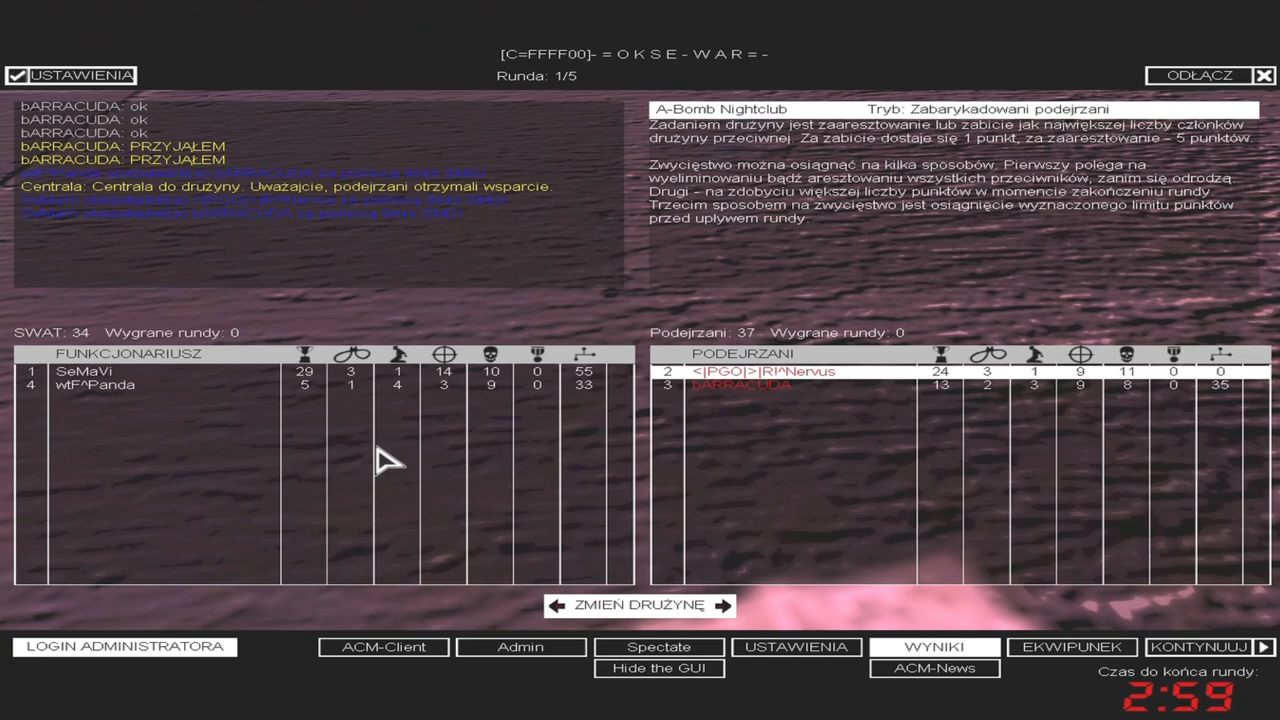 [C=FFFF00]- = O K S E - W A R = -
USTAWIENIA
Runda: 1/5
ODŁĄCZ
bARRACUDA: ok
bARRACUDA: ok
bARRACUDA: ok
bARRACUDA: PRZYJAŁEM
bARRACUDA: PRZYJAŁEM
Centrala: Centrala do drużyny. Uważajcie, podejrzani otrzymali wsparcie.
A-Bomb Nightclub Tryb: Zabarykadowani podejrzani
Zadaniem drużyny jest zaaresztowanie lub zabicie jak największej liczby członków
drużyny przeciwnej. Za zabicie dostaje się 1 punkt, za zaaresztowanie - 5 punktów.
Zwycięstwo można osiągnąć na kilka sposobów. Pierwszy polega na
wyeliminowaniu bądź aresztowaniu wszystkich przeciwników, zanim się odrodzą.
Drugi - na zdobyciu większej liczby punktów w momencie zakończeniu rundy.
Trzecim sposobem na zwycięstwo jest osiągnięcie wyznaczonego limitu punktów
przed upływem rundy.
SWAT: 34 Wygrane rundy: 0
FUNKCJONARIUSZ
1 SeMaVi 29 3 1 14 10 0 55
4 wtF^Panda 5 1 4 3 9 0 33
Podejrzani: 37 Wygrane rundy: 0
PODEJRZANI
2 <|PGO|>|R!^Nervus 24 3 1 9 11 0 0
3 bARRACUDA 13 2 3 9 8 0 35
ZMIEŃ DRUŻYNĘ
LOGIN ADMINISTRATORA
ACM-Client
Admin
Spectate
USTAWIENIA
WYNIKI
EKWIPUNEK
KONTYNUUJ
Hide the GUI
ACM-News
Czas do końca rundy:
2:59